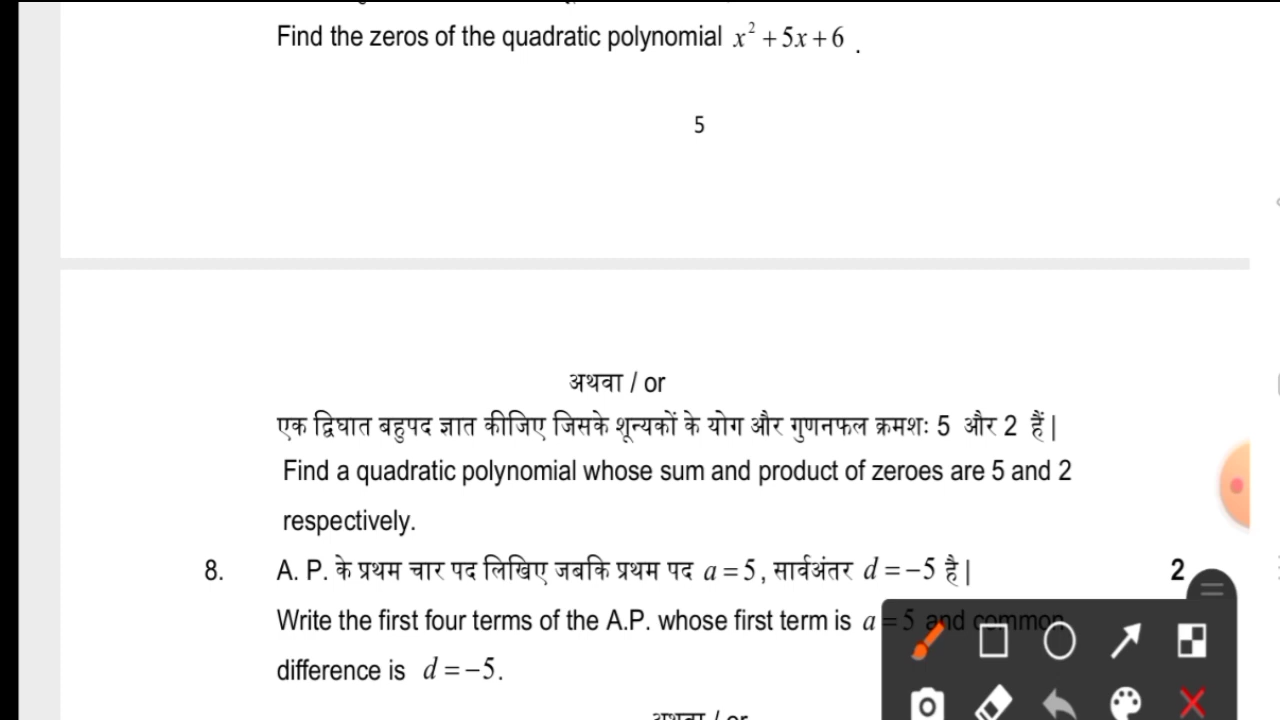 Find the zeros of the quadratic polynomial x² + 5x + 6 .
5
अथवा / or
एक द्विघात बहुपद ज्ञात कीजिए जिसके शून्यकों के योग और गुणनफल क्रमशः 5 और 2 हैं|
Find a quadratic polynomial whose sum and product of zeroes are 5 and 2
respectively.
8. A. P. के प्रथम चार पद लिखिए जबकि प्रथम पद a = 5, सार्वअंतर d = −5 है| 2
Write the first four terms of the A.P. whose first term is a = 5 and common
difference is d = −5.
अथवा / or